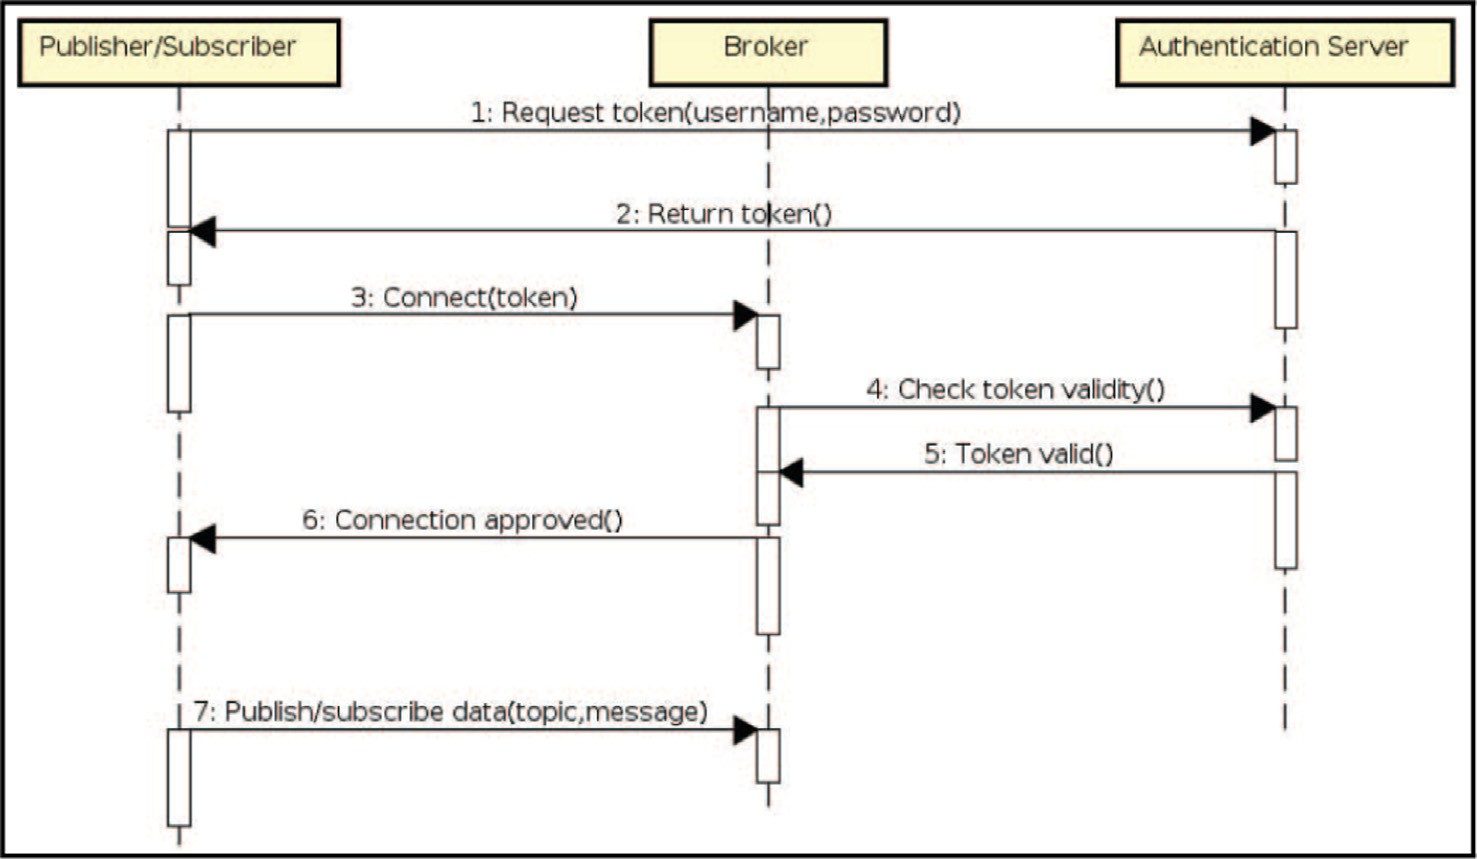 Publisher/Subscriber
Broker
Authentication Server
1: Request token(username,password)
2: Return token()
3: Connect(token)
4: Check token validity()
5: Token valid()
6: Connection approved()
7: Publish/subscribe data(topic,message)